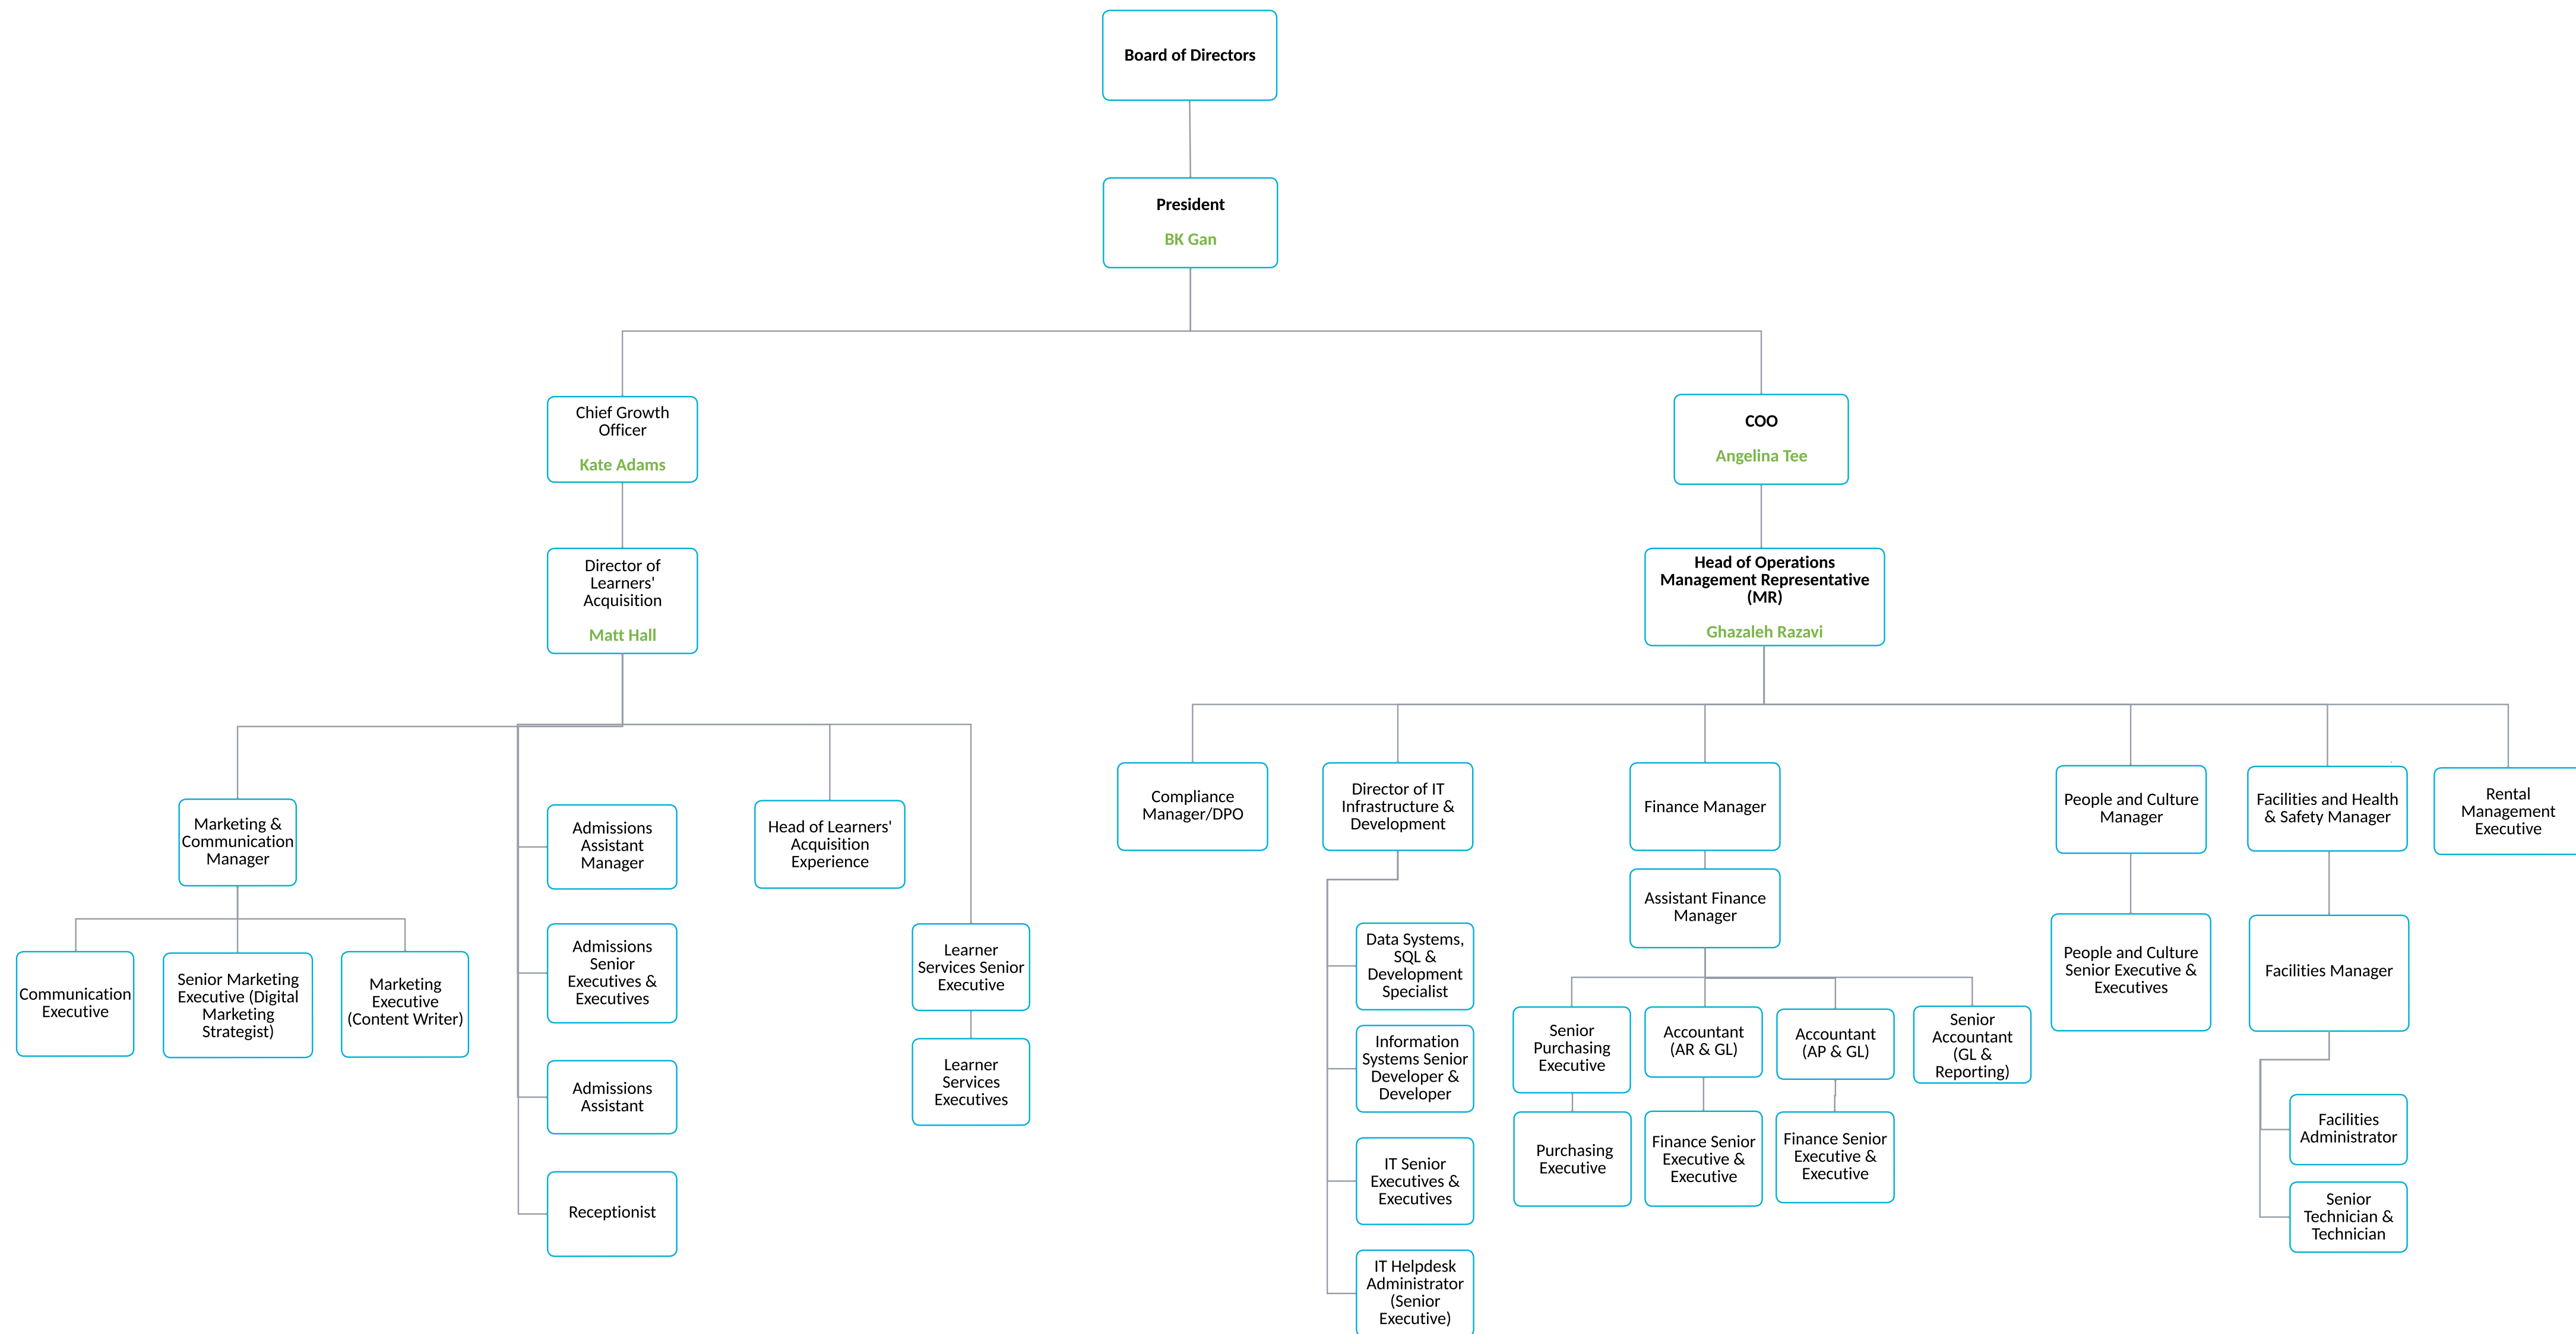 Board of Directors
President
BK Gan
Chief Growth
Officer
Kate Adams
COO
Angelina Tee
Director of
Learners'
Acquisition
Matt Hall
Head of Operations
Management Representative
(MR)
Ghazaleh Razavi
Marketing &
Communication
Manager
Communication
Executive
Senior Marketing
Executive (Digital
Marketing
Strategist)
Marketing
Executive
(Content Writer)
Admissions
Assistant
Manager
Admissions
Senior
Executives &
Executives
Admissions
Assistant
Receptionist
Head of Learners'
Acquisition
Experience
Learner
Services Senior
Executive
Learner
Services
Executives
Compliance
Manager/DPO
Director of IT
Infrastructure &
Development
Data Systems,
SQL &
Development
Specialist
Information
Systems Senior
Developer &
Developer
IT Senior
Executives &
Executives
IT Helpdesk
Administrator
(Senior
Executive)
Finance Manager
Assistant Finance
Manager
Senior
Purchasing
Executive
Purchasing
Executive
Accountant
(AR & GL)
Finance Senior
Executive &
Executive
Accountant
(AP & GL)
Finance Senior
Executive &
Executive
Senior
Accountant
(GL &
Reporting)
People and Culture
Manager
People and Culture
Senior Executive &
Executives
Facilities and Health
& Safety Manager
Facilities Manager
Facilities
Administrator
Senior
Technician &
Technician
Rental
Management
Executive